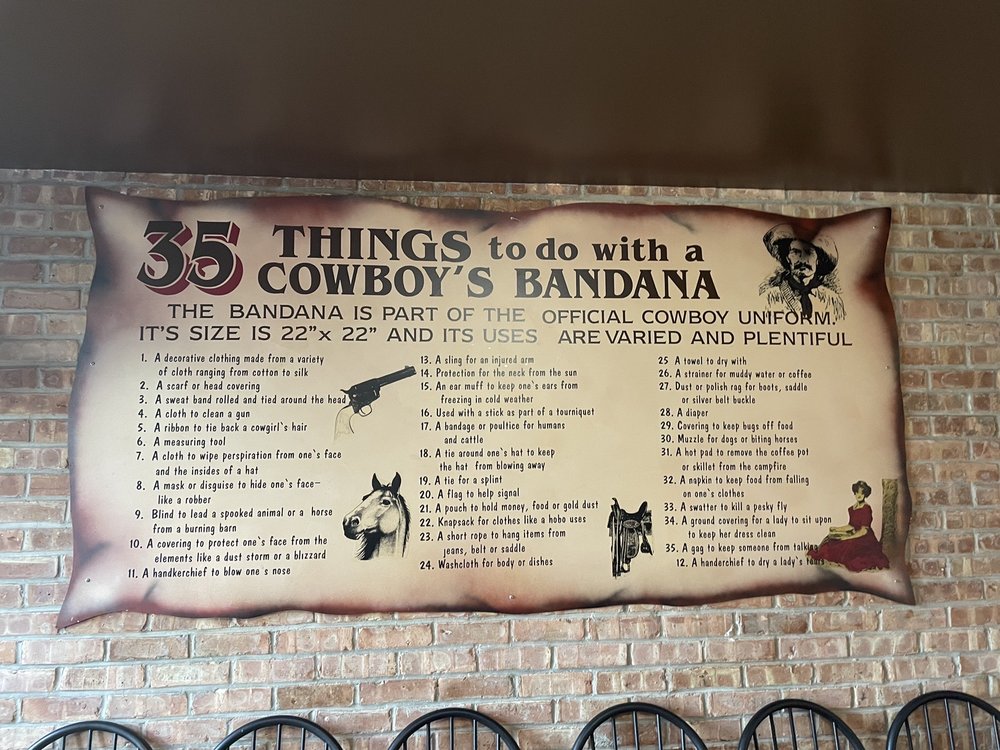 35 THINGS to do with a
COWBOY'S BANDANA
THE BANDANA IS PART OF THE OFFICIAL COWBOY UNIFORM.
IT'S SIZE IS 22"x 22" AND ITS USES ARE VARIED AND PLENTIFUL
1. A decorative clothing made from a variety
of cloth ranging from cotton to silk
2. A scarf or head covering
3. A sweat band rolled and tied around the head
4. A cloth to clean a gun
5. A ribbon to tie back a cowgirl`s hair
6. A measuring tool
7. A cloth to wipe perspiration from one`s face
and the insides of a hat
8. A mask or disguise to hide one`s face—
like a robber
9. Blind to lead a spooked animal or a horse
from a burning barn
10. A covering to protect one`s face from the
elements like a dust storm or a blizzard
11. A handkerchief to blow one s nose
13. A sling for an injured arm
14. Protection for the neck from the sun
15. An ear muff to keep one`s ears from
freezing in cold weather
16. Used with a stick as part of a tourniquet
17. A bandage or poultice for humans
and cattle
18. A tie around one`s hat to keep
the hat from blowing away
19. A tie for a splint
20. A flag to help signal
21. A pouch to hold money, food or gold dust
22. Knapsack for clothes like a hobo uses
23. A short rope to hang items from
jeans, belt or saddle
24. Washcloth for body or dishes
25 A towel to dry with
26. A strainer for muddy water or coffee
27. Dust or polish rag for boots, saddle
or silver belt buckle
28. A diaper
29. Covering to keep bugs off food
30. Muzzle for dogs or biting horses
31. A hot pad to remove the coffee pot
or skillet from the campfire
32. A napkin to keep food from falling
on one`s clothes
33. A swatter to kill a pesky fly
34. A ground covering for a lady to sit upon
to keep her dress clean
35. A gag to keep someone from talking
12. A handerchief to dry a lady`s tears